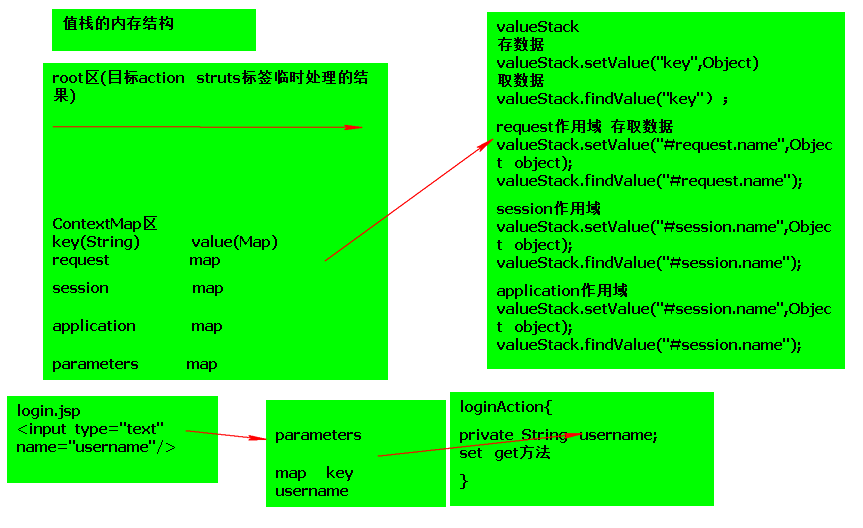 值栈的内存结构
root区(目标action struts标签临时处理的结
果)
ContextMap区
key(String) value(Map)
request map
session map
application map
parameters map
valueStack
存数据
valueStack.setValue("key",Object)
取数据
valueStack.findValue("key"）;
request作用域 存取数据
valueStack.setValue("#request.name",Objec
t object);
valueStack.findValue("#request.name");
session作用域
valueStack.setValue("#session.name",Objec
t object);
valueStack.findValue("#session.name");
application作用域
valueStack.setValue("#session.name",Objec
t object);
valueStack.findValue("#session.name");
login.jsp
<input type="text"
name="username"/>
parameters
map key
username
loginAction{
private String username;
set get方法
}